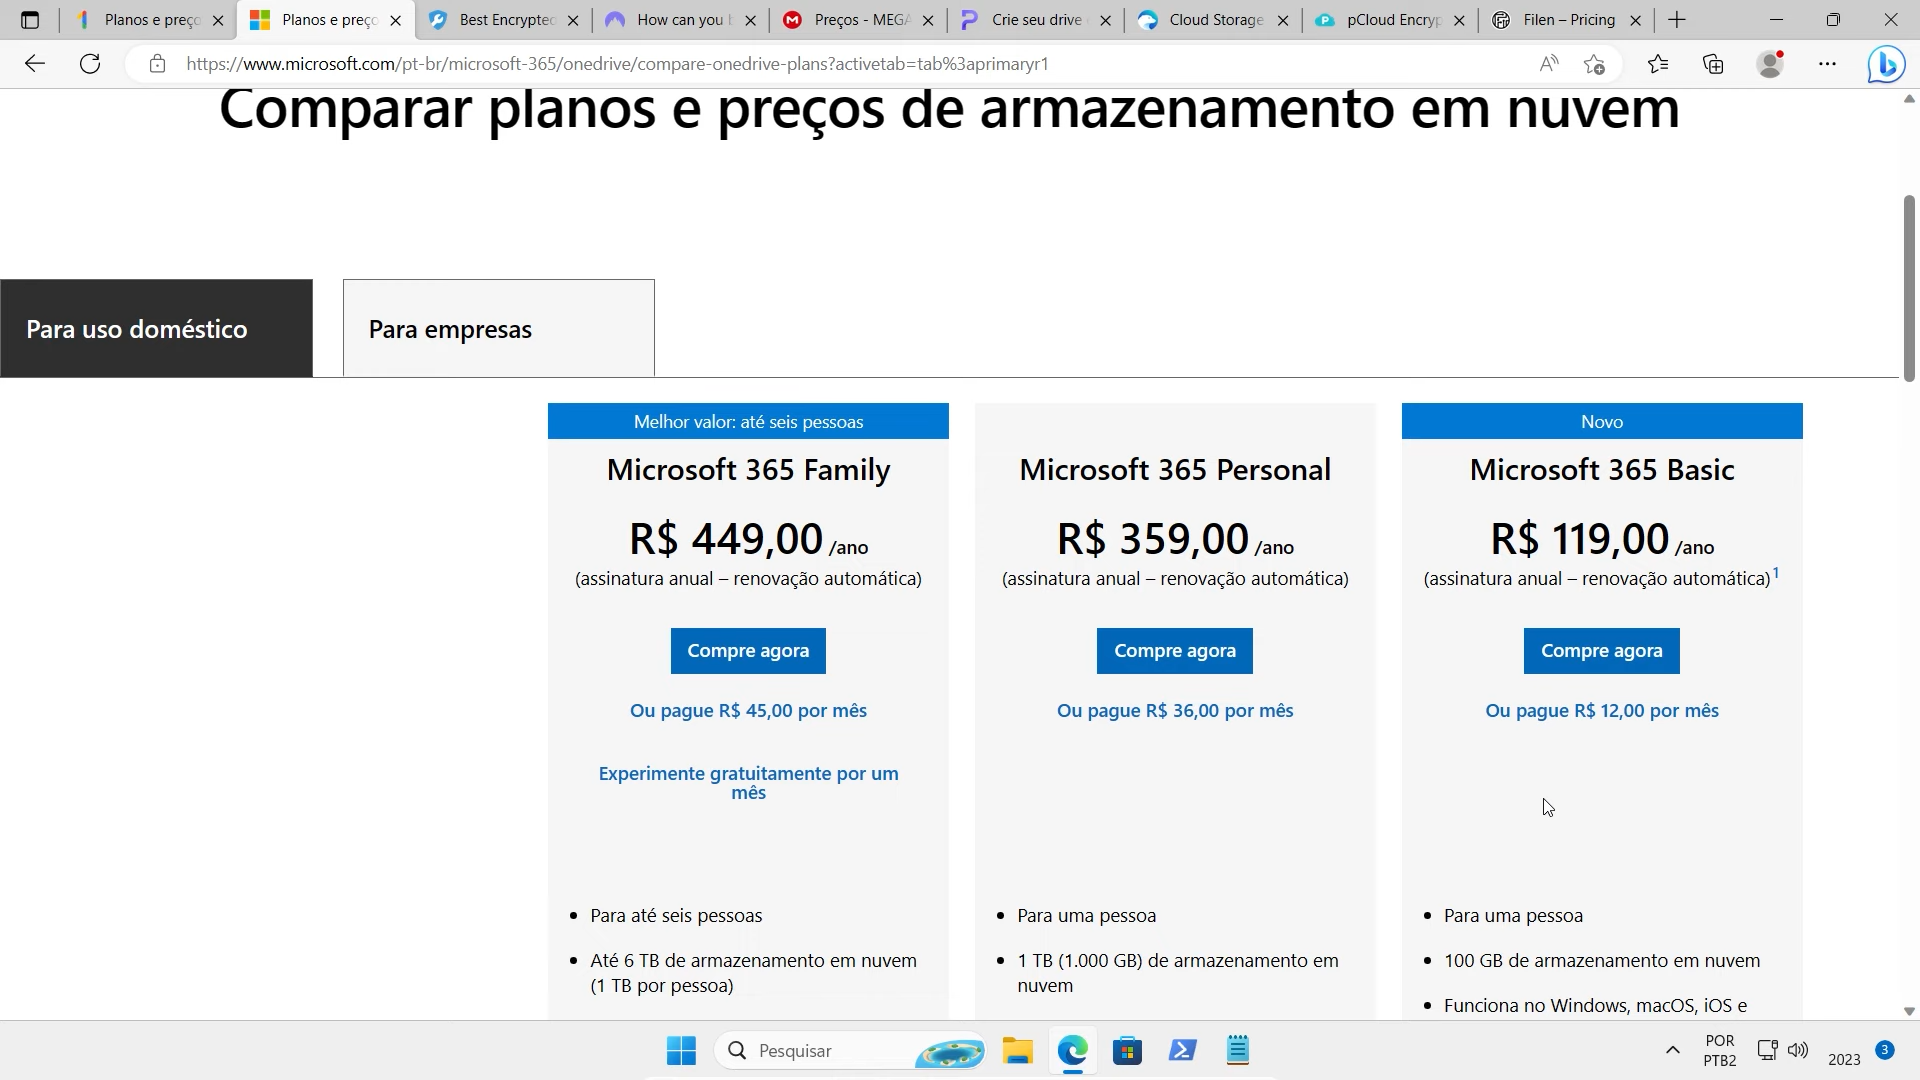 Planos e preço
Planos e preço
Best Encrypted
How can you b
Preços - MEGA
Crie seu drive
Cloud Storage
pCloud Encryp
Filen – Pricing
https://www.microsoft.com/pt-br/microsoft-365/onedrive/compare-onedrive-plans?activetab=tab%3aprimaryr1
Comparar planos e preços de armazenamento em nuvem
Para uso doméstico
Para empresas
Melhor valor: até seis pessoas
Microsoft 365 Family
R$ 449,00 /ano
(assinatura anual – renovação automática)
Compre agora
Ou pague R$ 45,00 por mês
Experimente gratuitamente por um
mês
Para até seis pessoas
Até 6 TB de armazenamento em nuvem
(1 TB por pessoa)
Microsoft 365 Personal
R$ 359,00 /ano
(assinatura anual – renovação automática)
Compre agora
Ou pague R$ 36,00 por mês
Para uma pessoa
1 TB (1.000 GB) de armazenamento em
nuvem
Novo
Microsoft 365 Basic
R$ 119,00 /ano
(assinatura anual – renovação automática)1
Compre agora
Ou pague R$ 12,00 por mês
Para uma pessoa
100 GB de armazenamento em nuvem
Funciona no Windows, macOS, iOS e
Pesquisar
POR
PTB2
2023
3